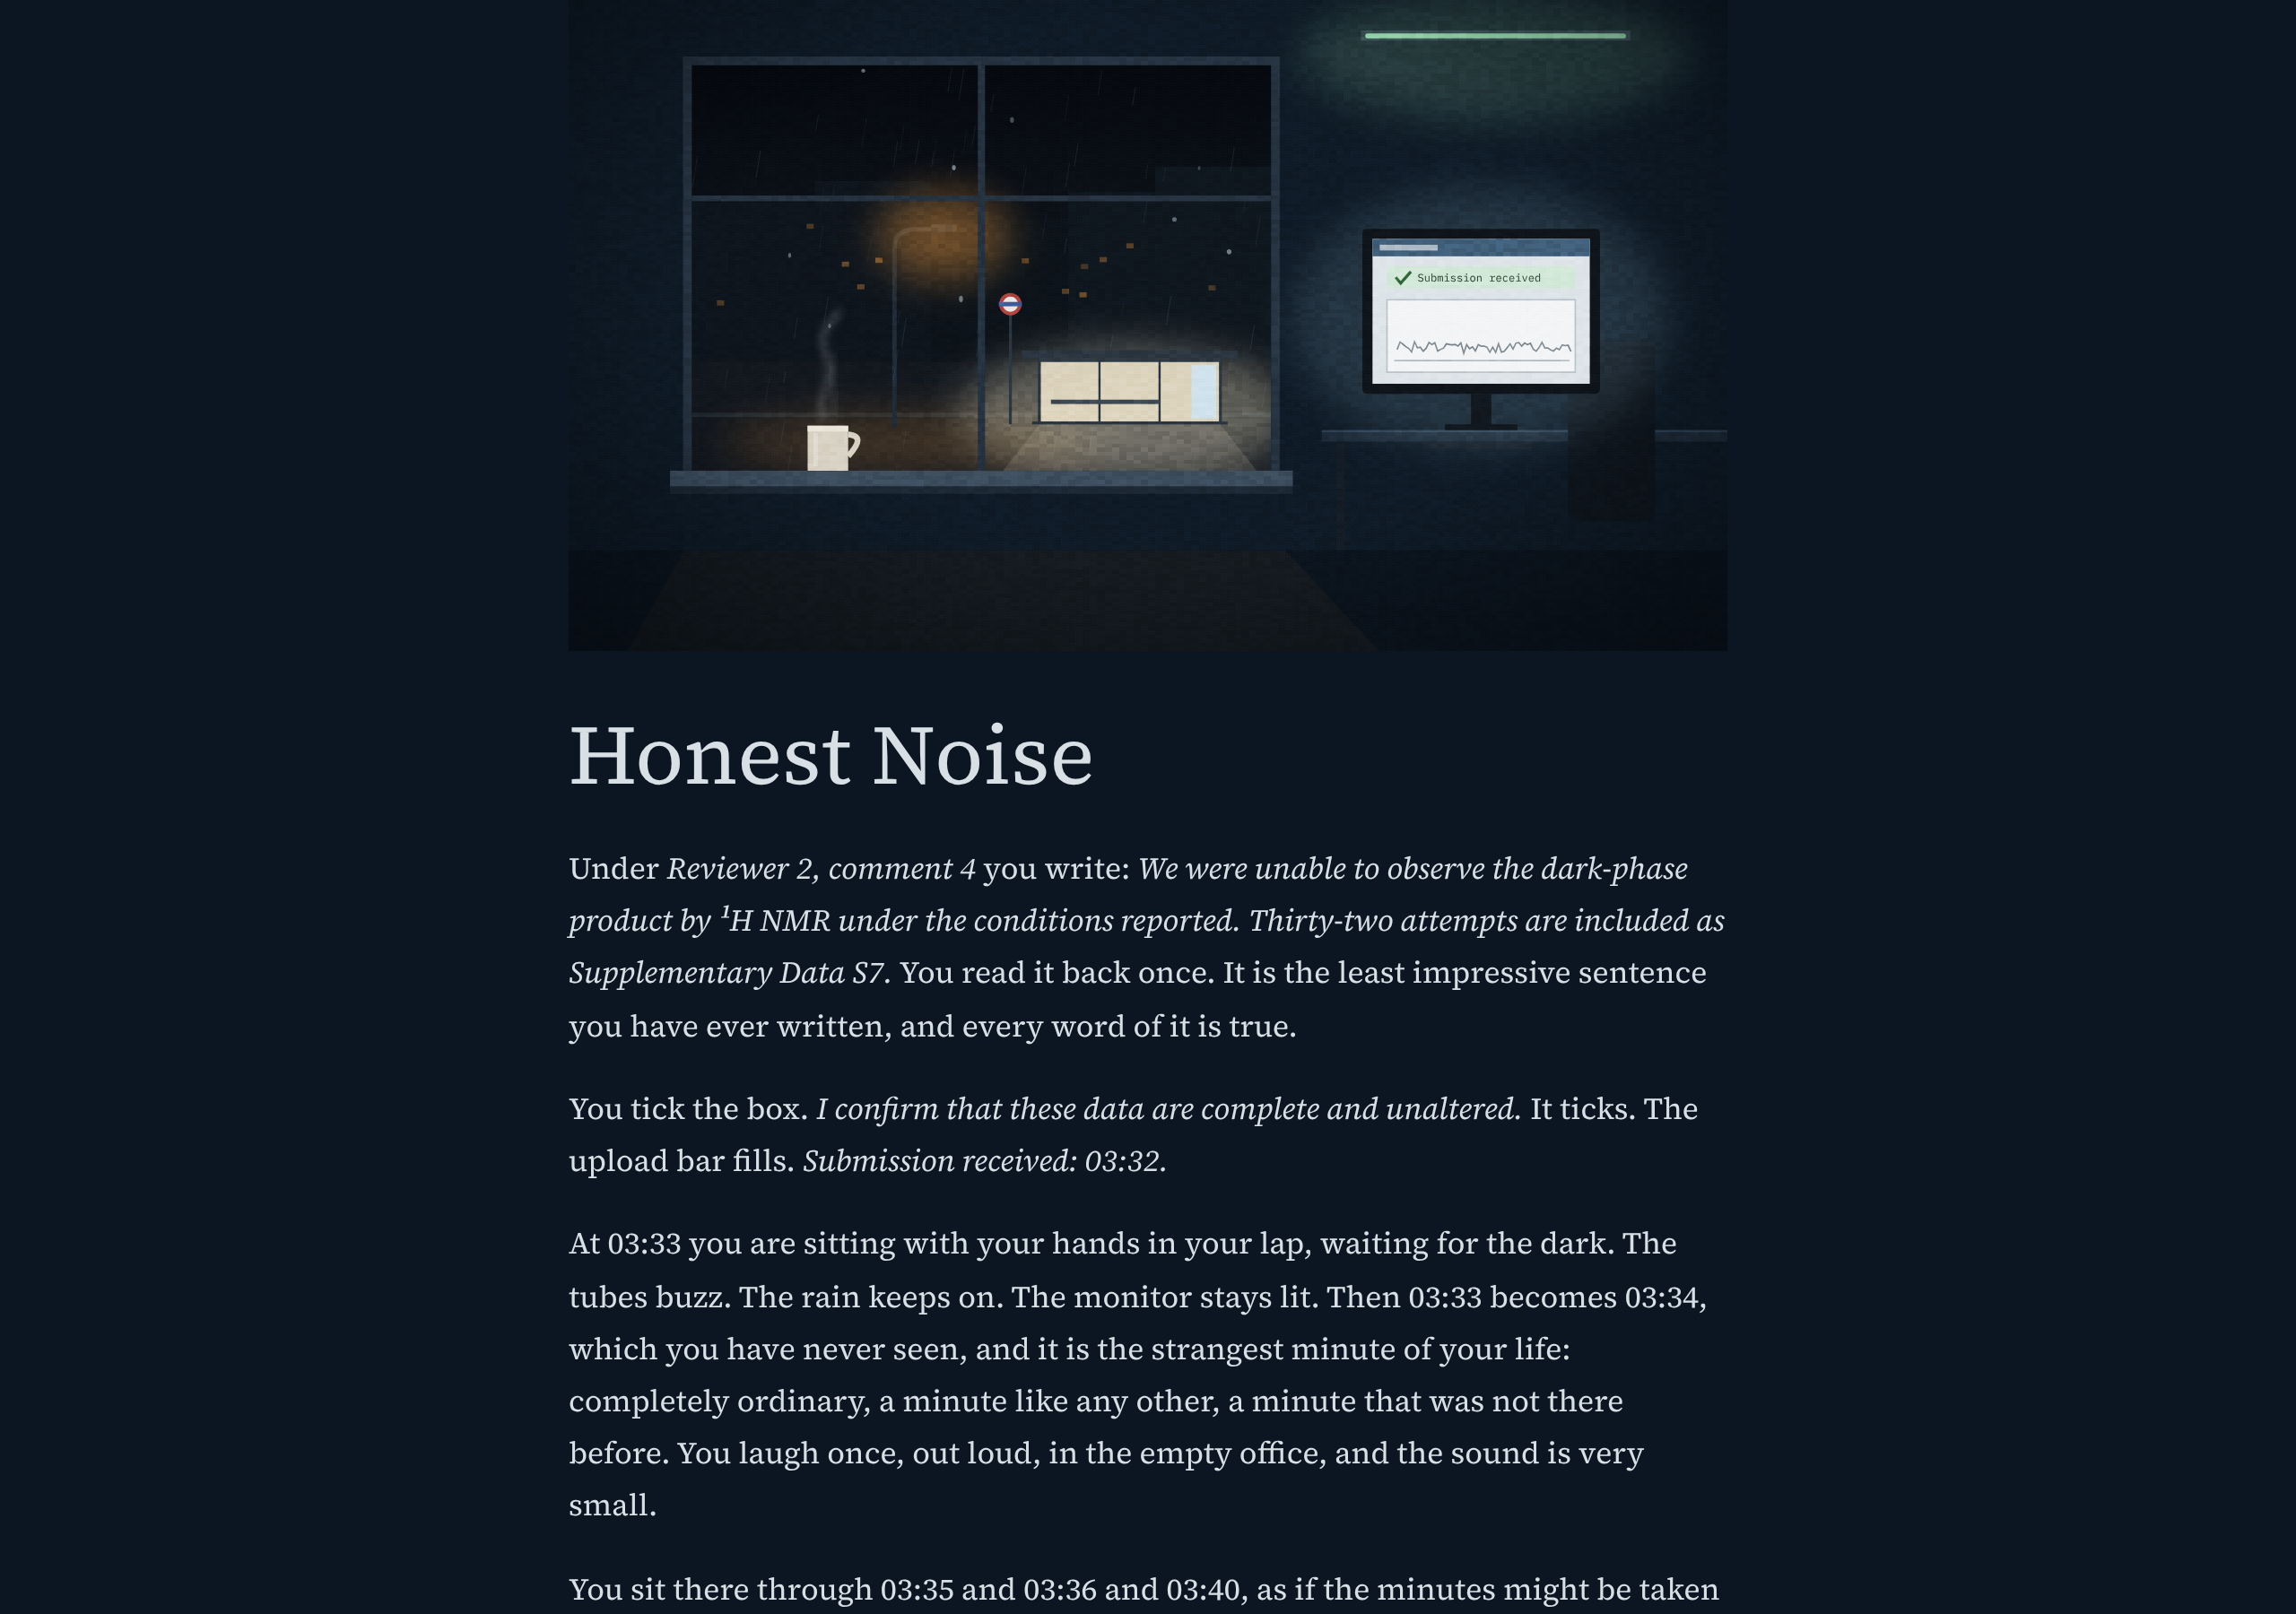 Submission received
Honest Noise
Under Reviewer 2, comment 4 you write: We were unable to observe the dark-phase
product by ¹H NMR under the conditions reported. Thirty-two attempts are included as
Supplementary Data S7. You read it back once. It is the least impressive sentence
you have ever written, and every word of it is true.
You tick the box. I confirm that these data are complete and unaltered. It ticks. The
upload bar fills. Submission received: 03:32.
At 03:33 you are sitting with your hands in your lap, waiting for the dark. The
tubes buzz. The rain keeps on. The monitor stays lit. Then 03:33 becomes 03:34,
which you have never seen, and it is the strangest minute of your life:
completely ordinary, a minute like any other, a minute that was not there
before. You laugh once, out loud, in the empty office, and the sound is very
small.
You sit there through 03:35 and 03:36 and 03:40, as if the minutes might be taken